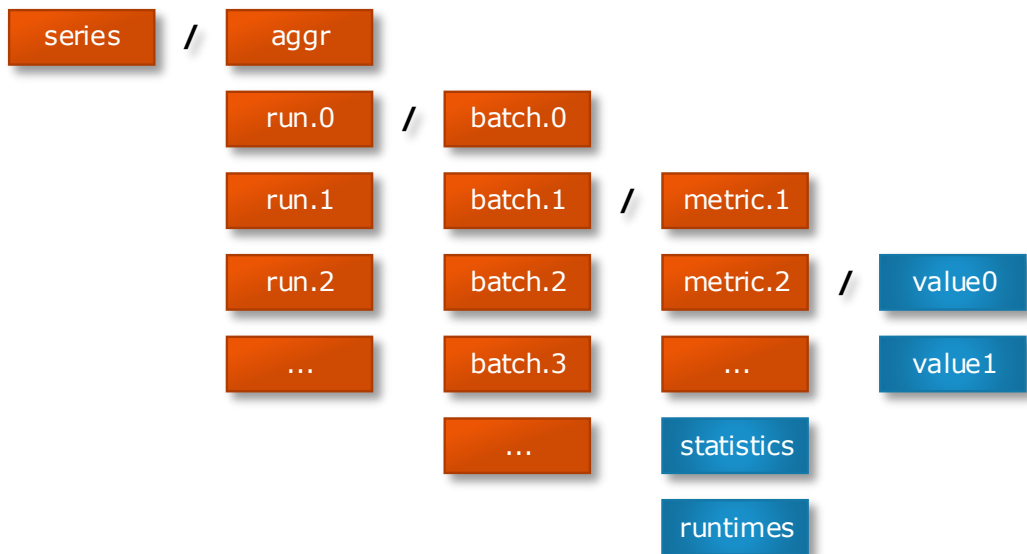 series / aggr
run.0 / batch.0
run.1 batch.1 / metric.1
run.2 batch.2 metric.2 / value0
... batch.3 ... value1
... statistics
runtimes